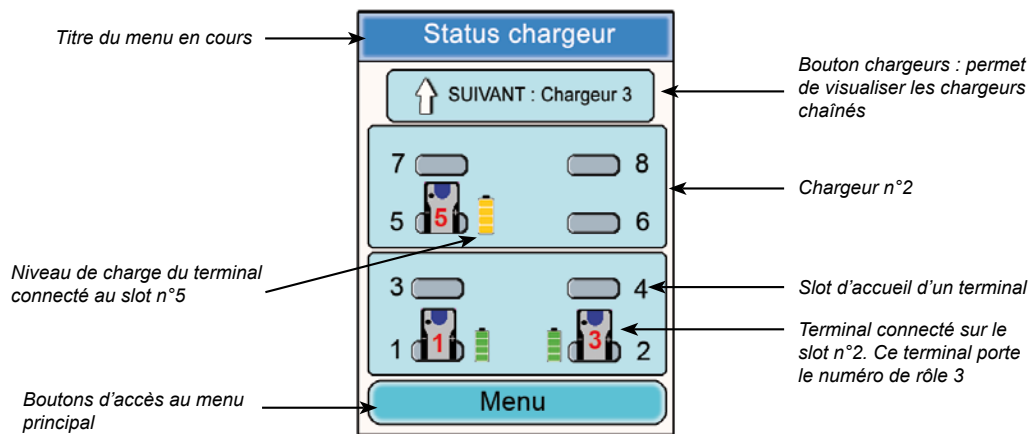 Titre du menu en cours
Status chargeur
Bouton chargeurs : permet
de visualiser les chargeurs
chaînés
SUIVANT : Chargeur 3
7
8
Chargeur n°2
5
5
6
Niveau de charge du terminal
connecté au slot n°5
3
4
Slot d'accueil d'un terminal
1
1
3
2
Terminal connecté sur le
slot n°2. Ce terminal porte
le numéro de rôle 3
Boutons d'accès au menu
principal
Menu